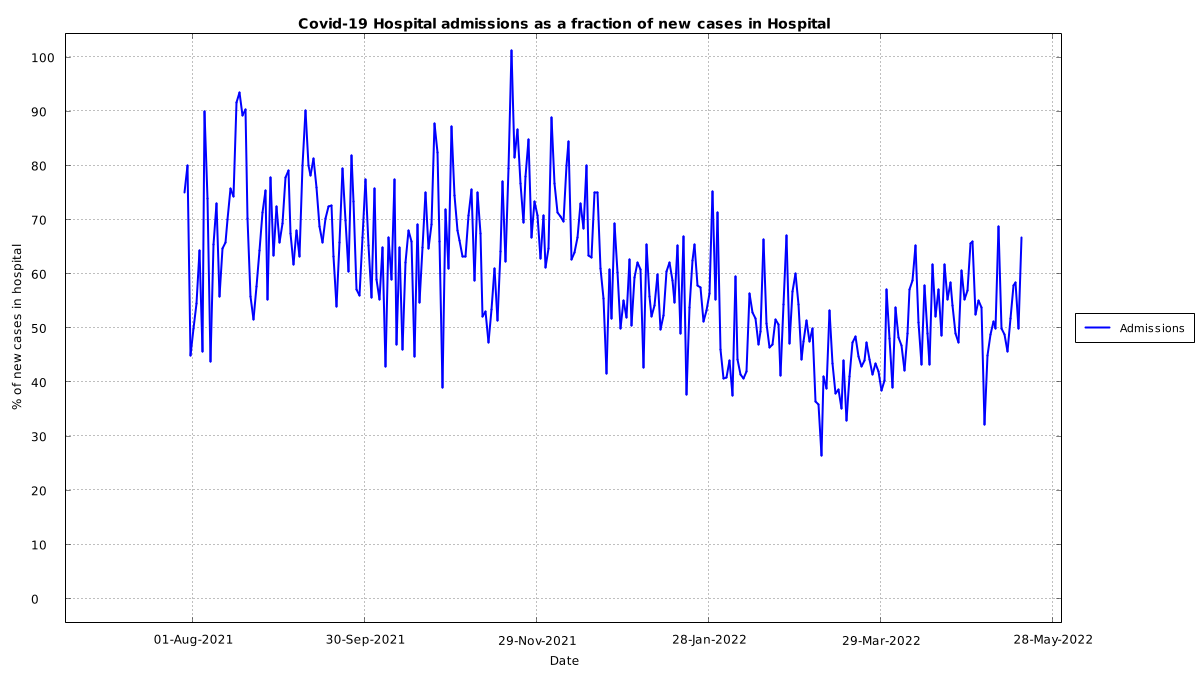 Covid-19 Hospital admissions as a fraction of new cases in Hospital
% of new cases in hospital
100
90
80
70
60
50
40
30
20
10
0
01-Aug-2021
30-Sep-2021
29-Nov-2021
28-Jan-2022
29-Mar-2022
28-May-2022
Date
Admissions